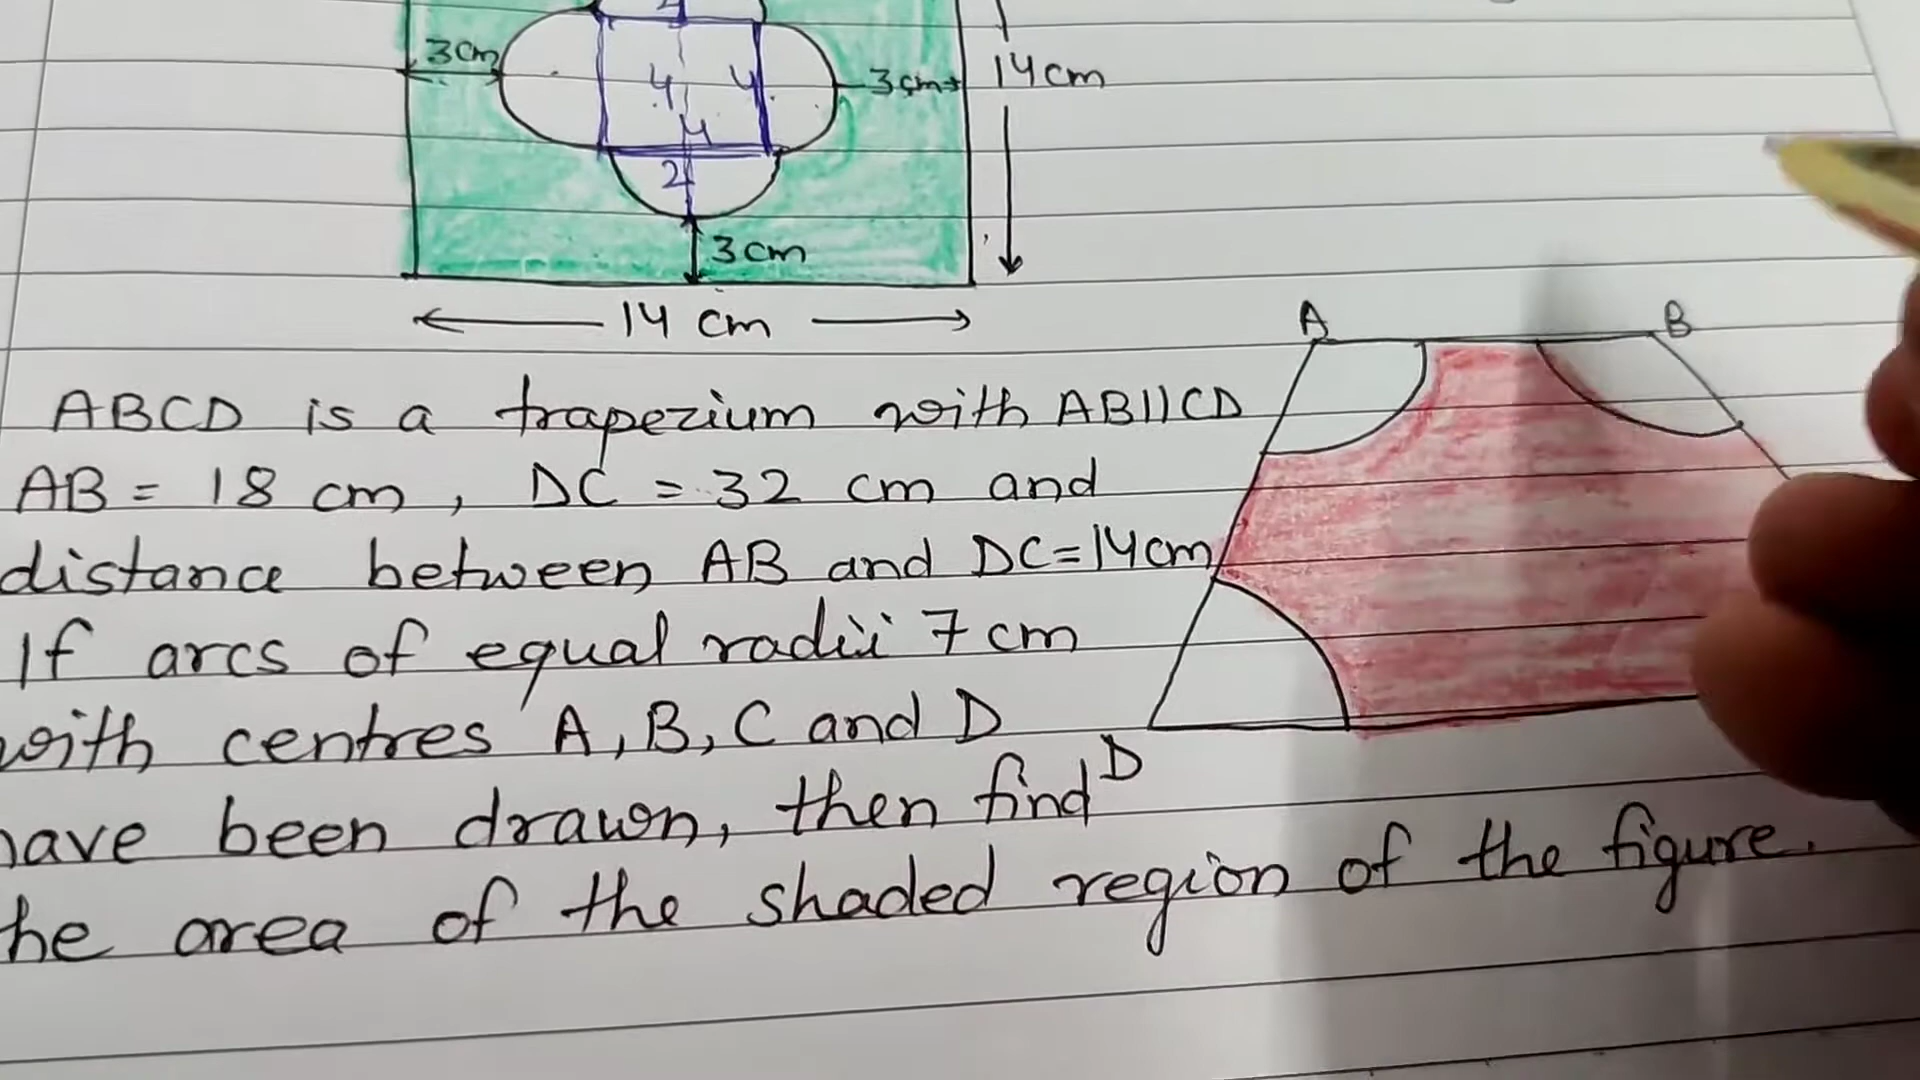 2
3cm
4
4
3cm
14cm
4
2
3cm
14 cm
A
B
ABCD is a trapezium with AB||CD
AB = 18 cm, DC = 32 cm and
distance between AB and DC=14cm
If arcs of equal radii 7 cm
with centres A, B, C and D
D
have been drawn, then find
he area of the shaded region of the figure.